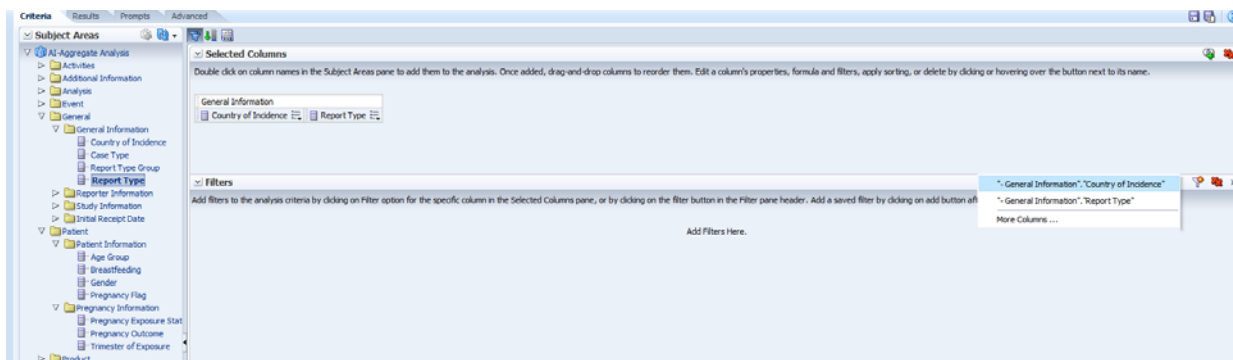 Criteria Results Prompts Advanced
Subject Areas
AI-Aggregate Analysis
Activities
Additional Information
Analysis
Event
General
General Information
Country of Incidence
Case Type
Report Type Group
Report Type
Reporter Information
Study Information
Initial Receipt Date
Patient
Patient Information
Age Group
Breastfeeding
Gender
Pregnancy Flag
Pregnancy Information
Pregnancy Exposure Stat
Pregnancy Outcome
Trimester of Exposure
Product
Selected Columns
Double click on column names in the Subject Areas pane to add them to the analysis. Once added, drag-and-drop columns to reorder them. Edit a column's properties, formula and filters, apply sorting, or delete by clicking or hovering over the button next to its name.
General Information
Country of Incidence Report Type
Filters
Add filters to the analysis criteria by clicking on Filter option for the specific column in the Selected Columns pane, or by clicking on the filter button in the Filter pane header. Add a saved filter by clicking on add button aft
Add Filters Here.
"- General Information"."Country of Incidence"
"- General Information"."Report Type"
More Columns ...